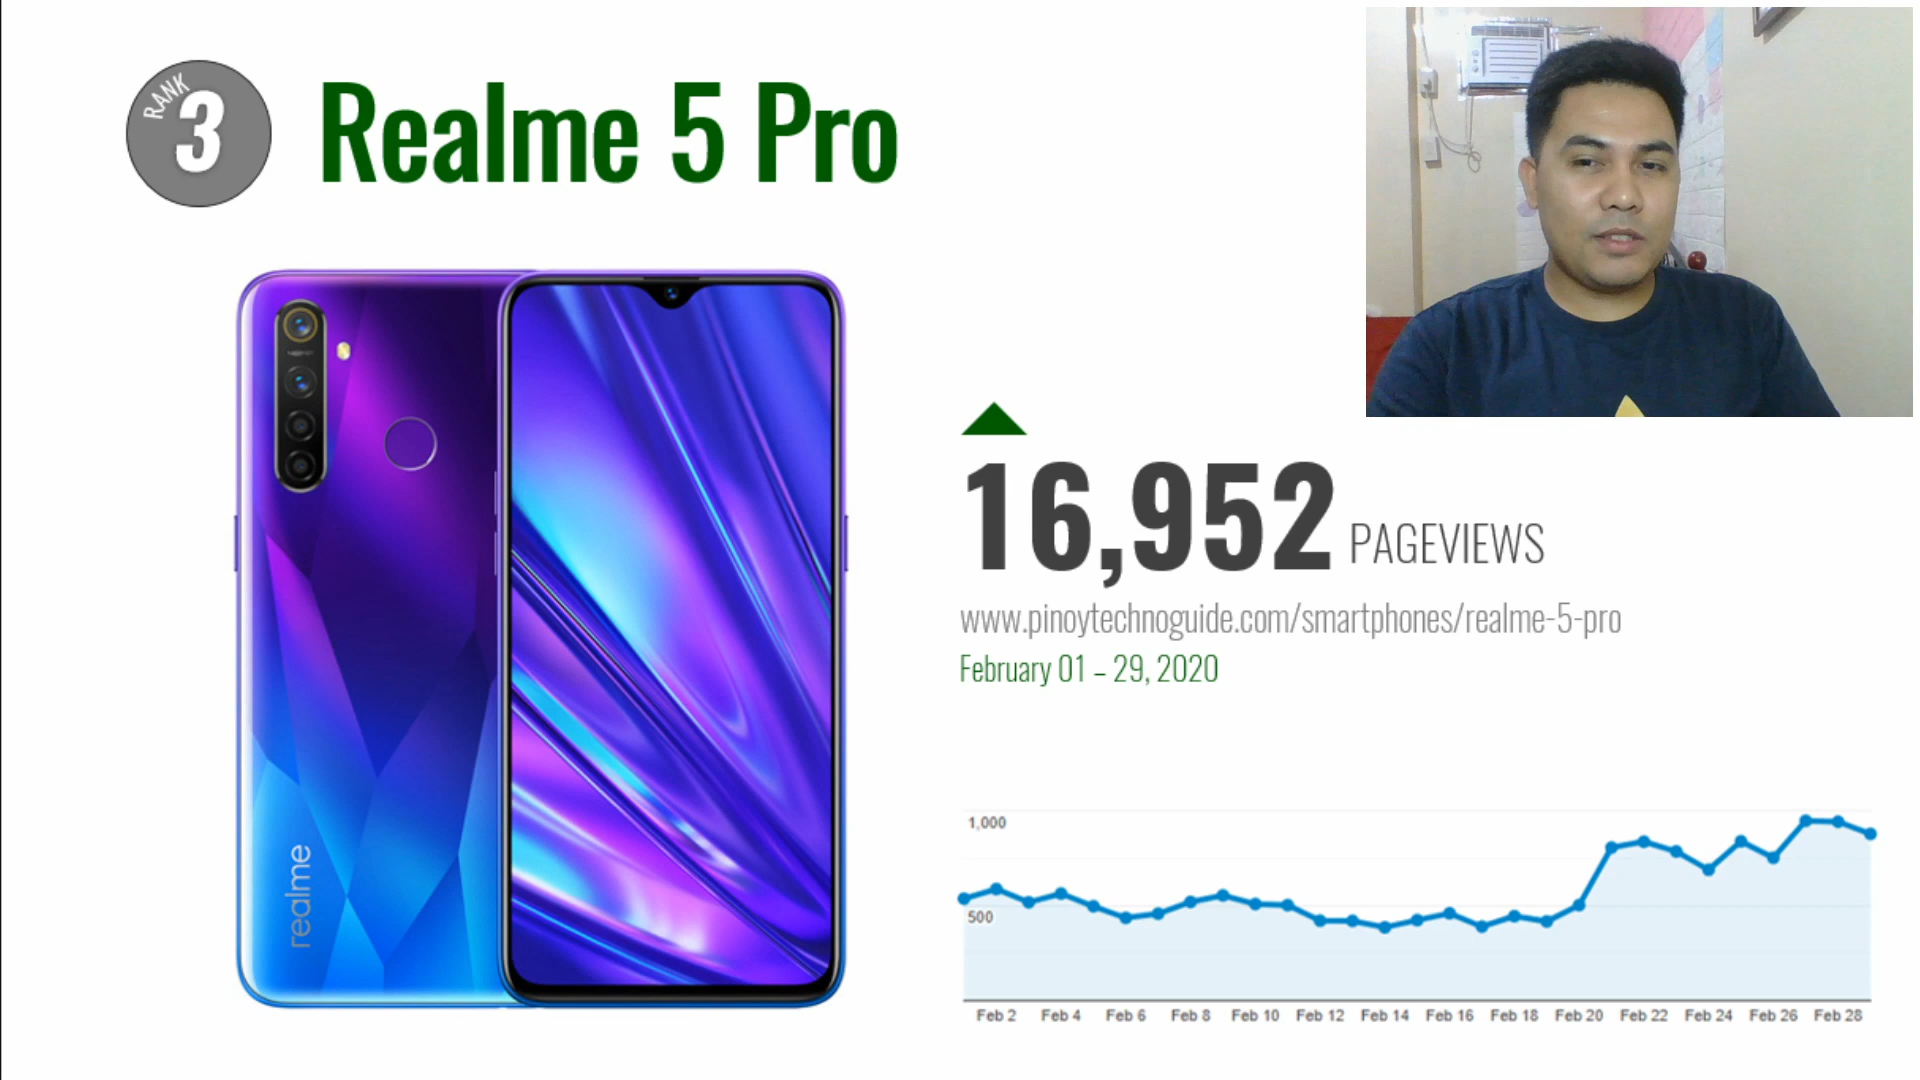 RANK
3
Realme 5 Pro
realme
16,952 PAGEVIEWS
www.pinoytechnoguide.com/smartphones/realme-5-pro
February 01 – 29, 2020
1,000
500
Feb 2 Feb 4 Feb 6 Feb 8 Feb 10 Feb 12 Feb 14 Feb 16 Feb 18 Feb 20 Feb 22 Feb 24 Feb 26 Feb 28